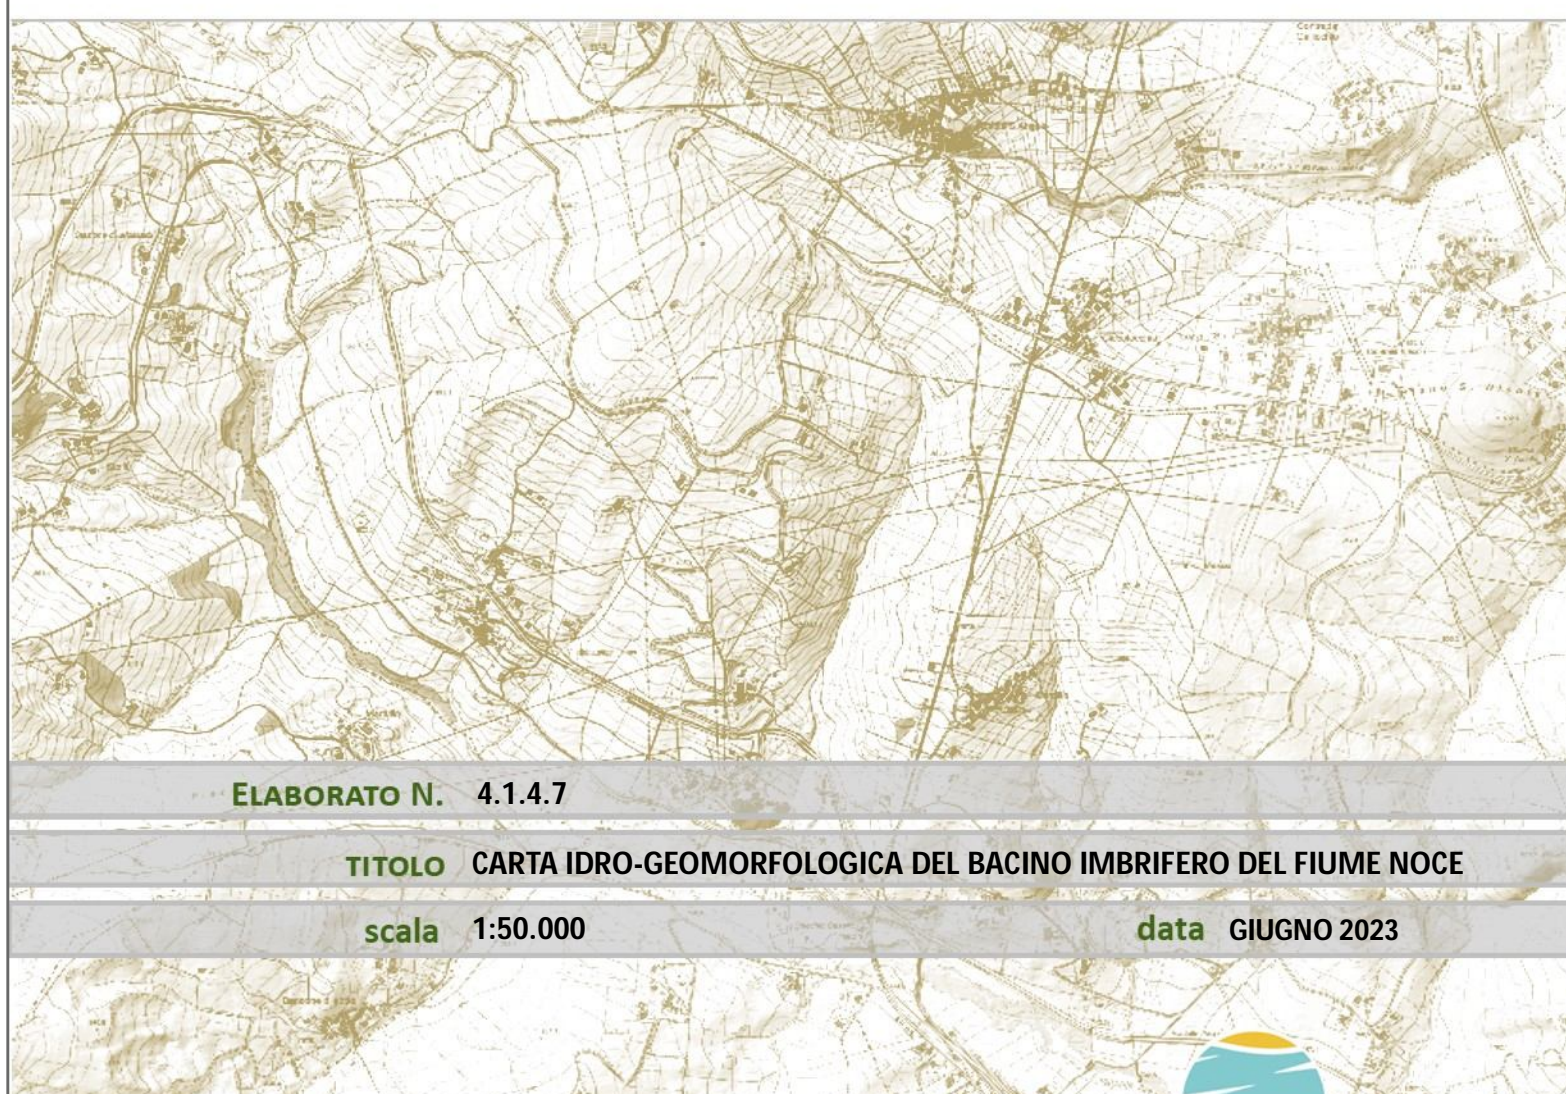 ELABORATO N. 4.1.4.7
TITOLO CARTA IDRO-GEOMORFOLOGICA DEL BACINO IMBRIFERO DEL FIUME NOCE
scala 1:50.000 data GIUGNO 2023